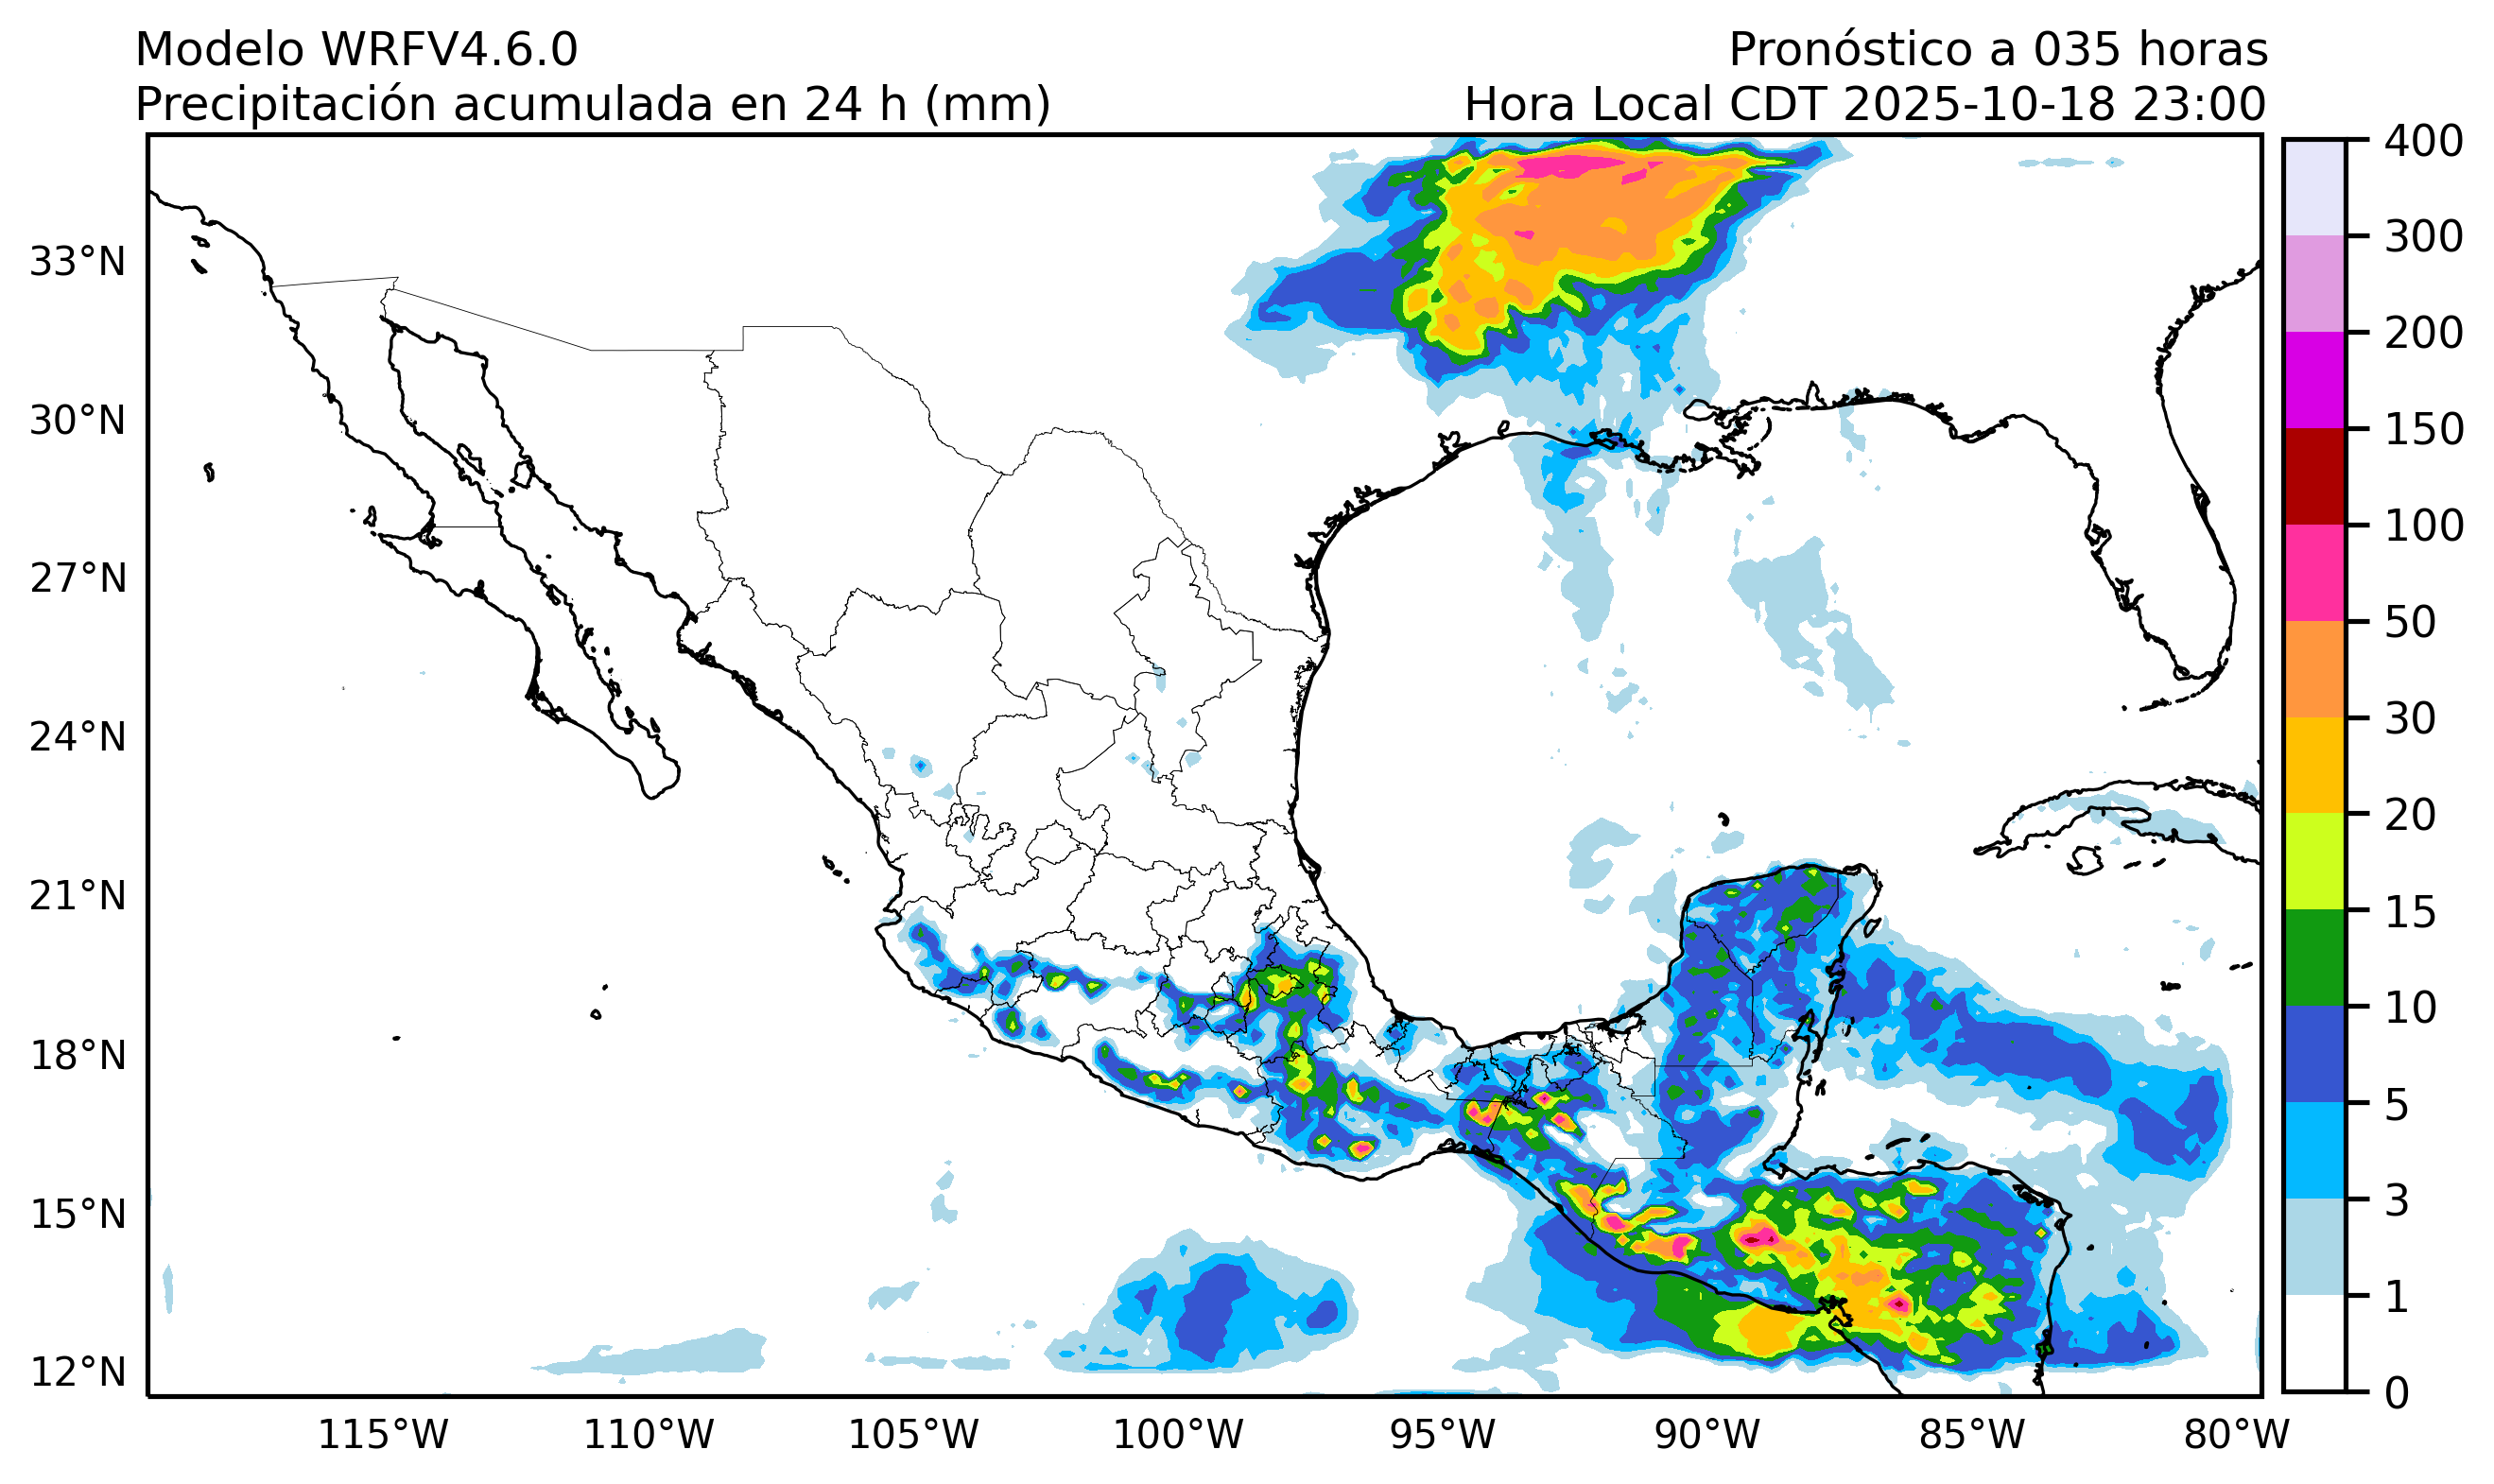 Modelo WRFV4.6.0
Pronóstico a 035 horas
Precipitación acumulada en 24 h (mm)
Hora Local CDT 2025-10-18 23:00
33°N
30°N
27°N
24°N
21°N
18°N
15°N
12°N
115°W
110°W
105°W
100°W
95°W
90°W
85°W
80°W
400
300
200
150
100
50
30
20
15
10
5
3
1
0